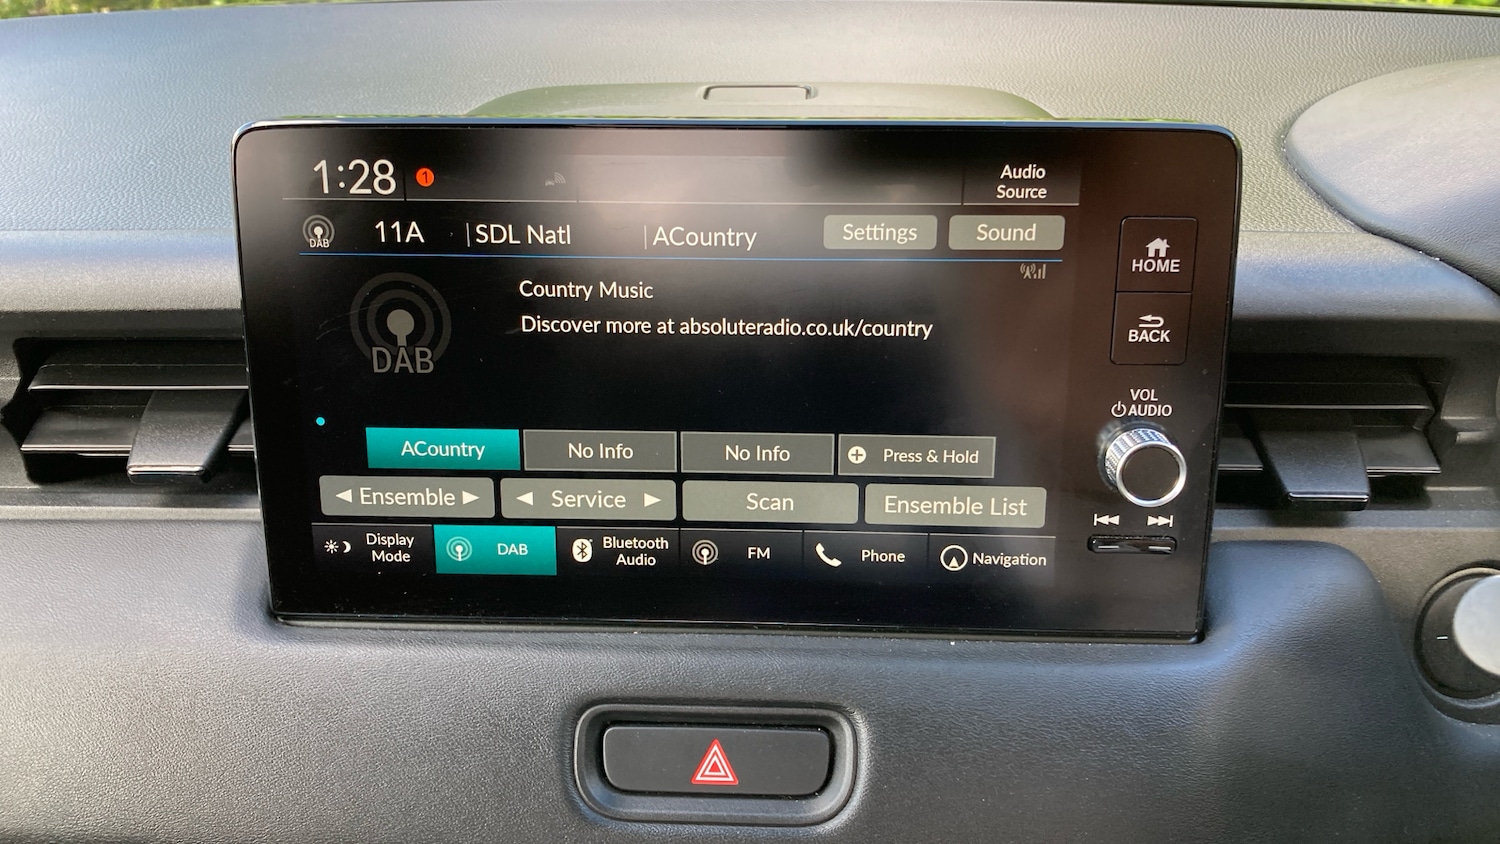 1:28
1
Audio
Source
DAB
11A
SDL Natl
ACountry
Settings
Sound
HOME
BACK
Country Music
Discover more at absoluteradio.co.uk/country
DAB
VOL
AUDIO
ACountry
No Info
No Info
Press & Hold
Ensemble
Service
Scan
Ensemble List
Display
Mode
DAB
Bluetooth
Audio
FM
Phone
Navigation